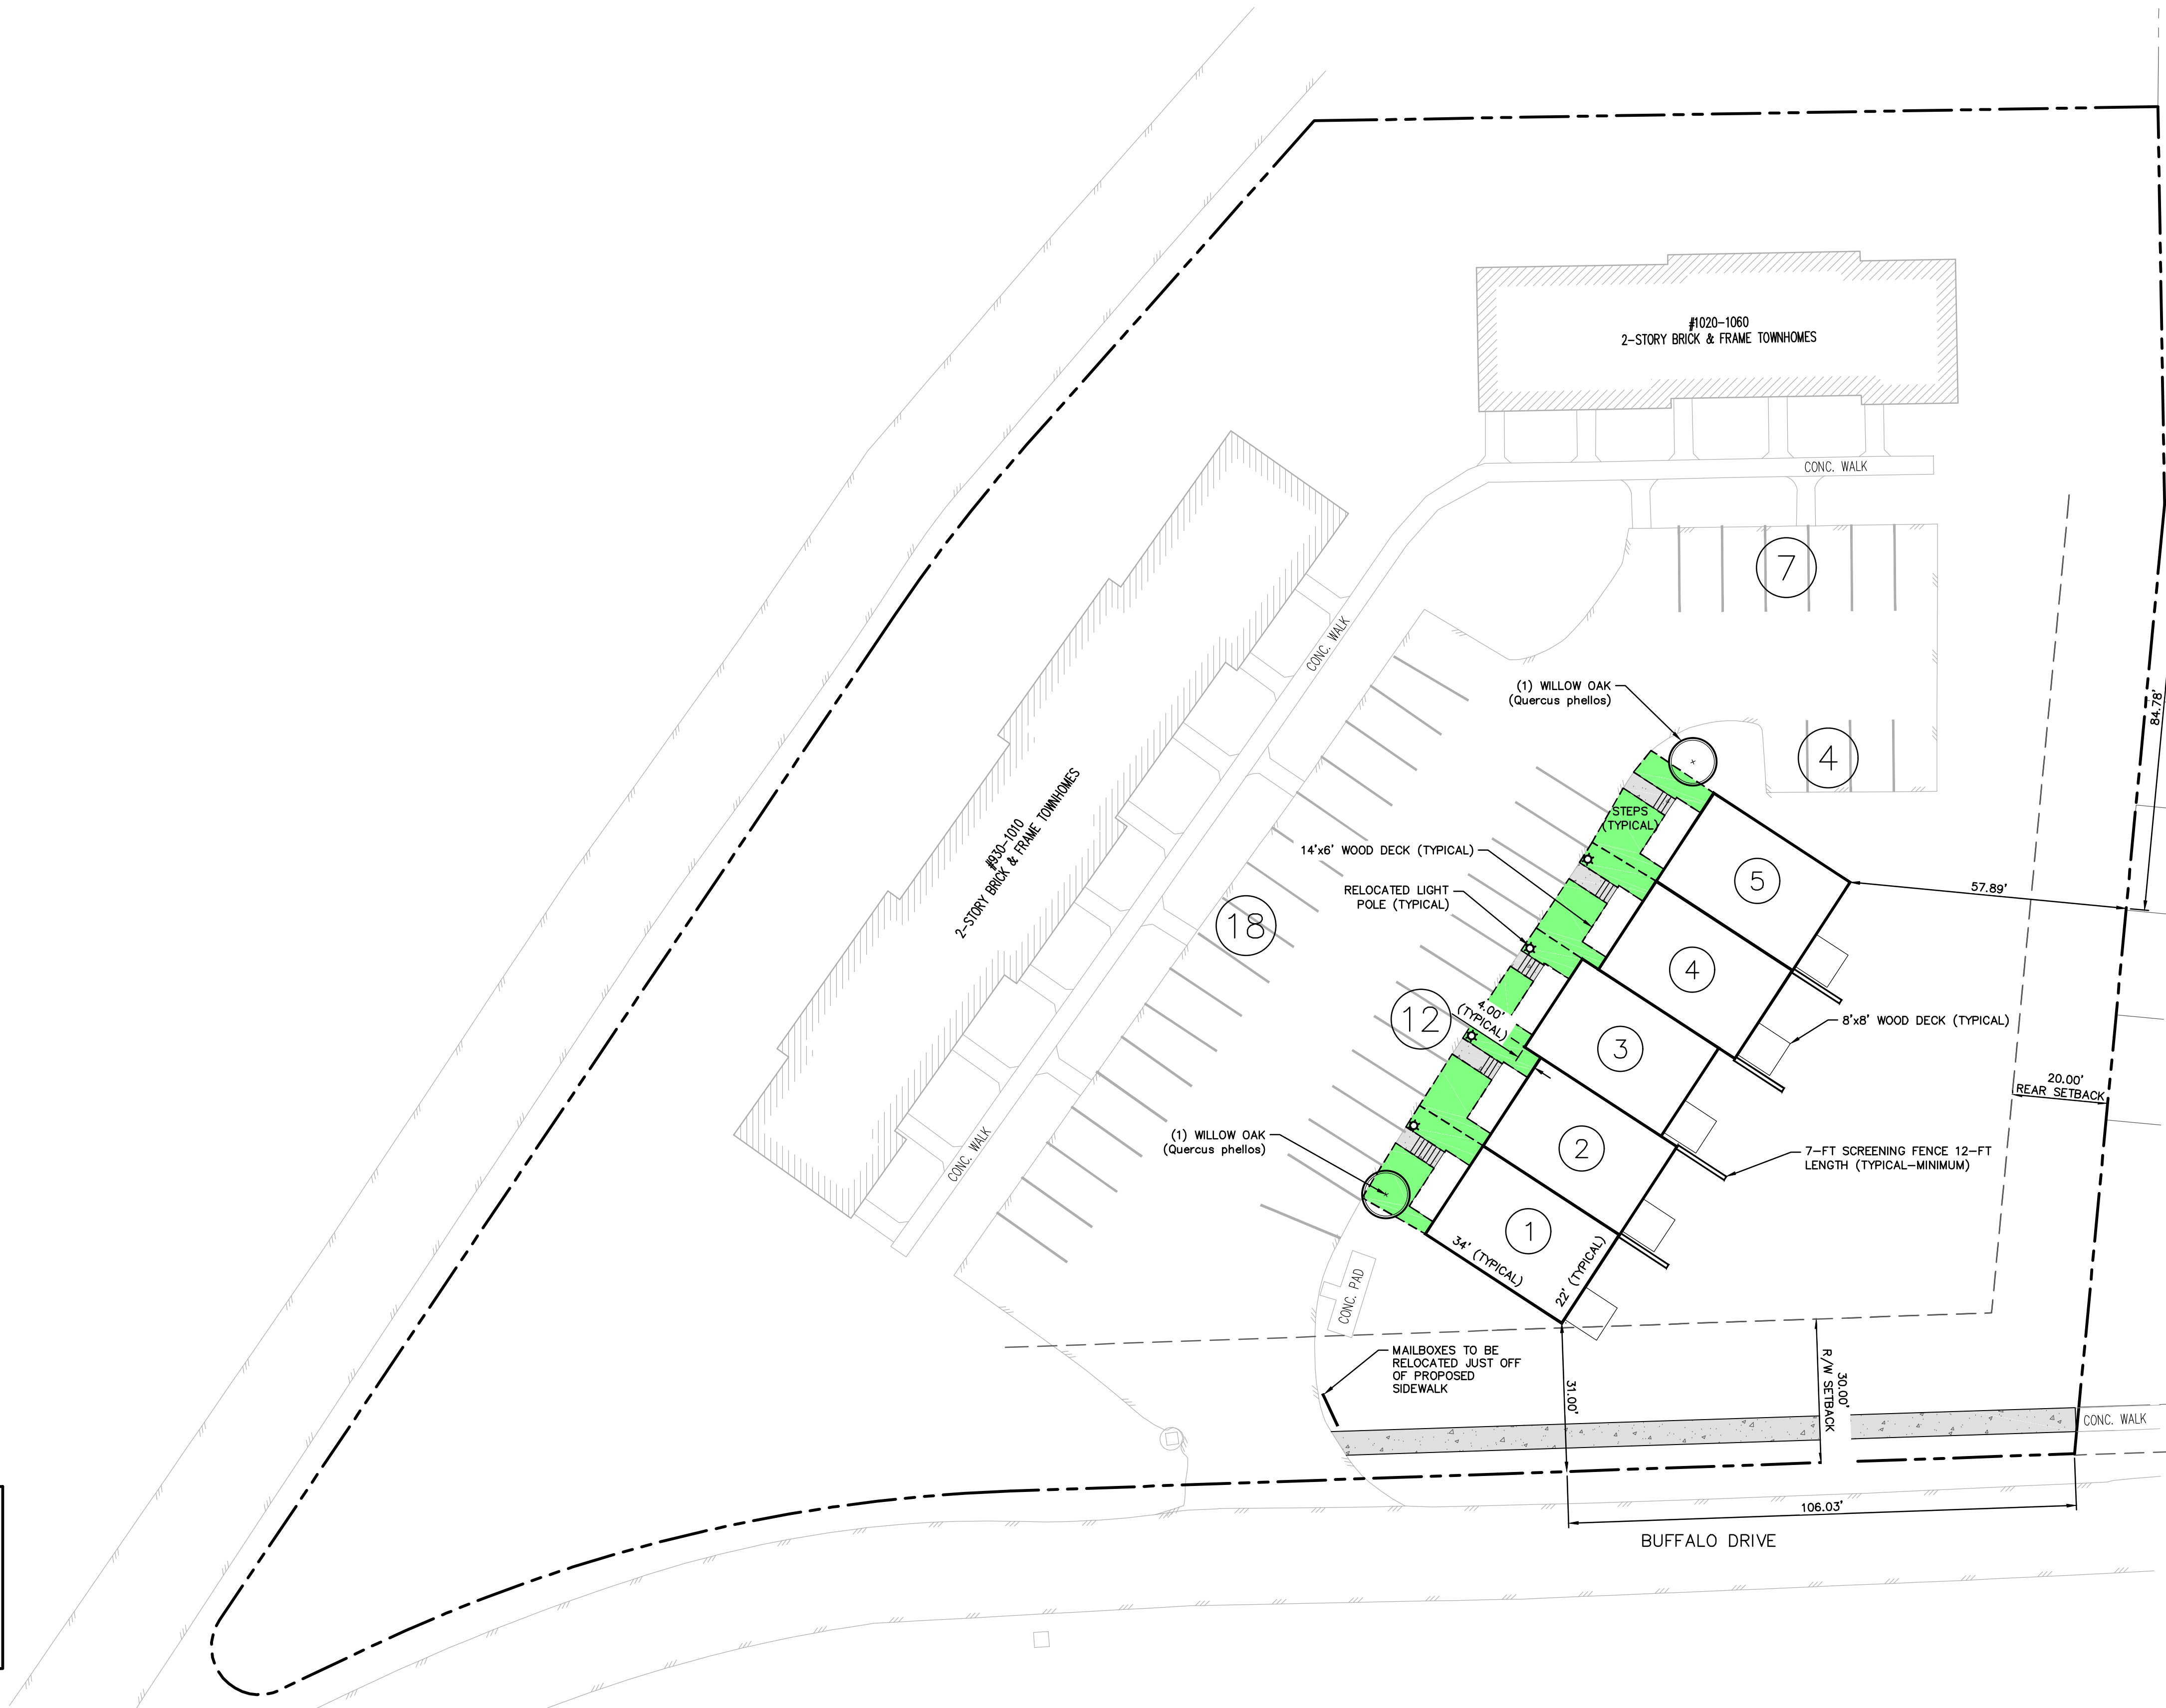 #1020-1060
2-STORY BRICK & FRAME TOWNHOMES
CONC. WALK
7
CONC. WALK
(1) WILLOW OAK
(Quercus phellos)
84.78'
4
#930-1010
2-STORY BRICK & FRAME TOWNHOMES
STEPS
(TYPICAL)
14'x6' WOOD DECK (TYPICAL)
5
57.89'
RELOCATED LIGHT
POLE (TYPICAL)
18
4
12
4.00'
(TYPICAL)
8'x8' WOOD DECK (TYPICAL)
3
20.00'
REAR SETBACK
(1) WILLOW OAK
(Quercus phellos)
2
7-FT SCREENING FENCE 12-FT
LENGTH (TYPICAL-MINIMUM)
CONC. WALK
1
34' (TYPICAL)
22' (TYPICAL)
CONC. PAD
MAILBOXES TO BE
RELOCATED JUST OFF
OF PROPOSED
SIDEWALK
31.00'
30.00'
R/W SETBACK
CONC. WALK
106.03'
BUFFALO DRIVE